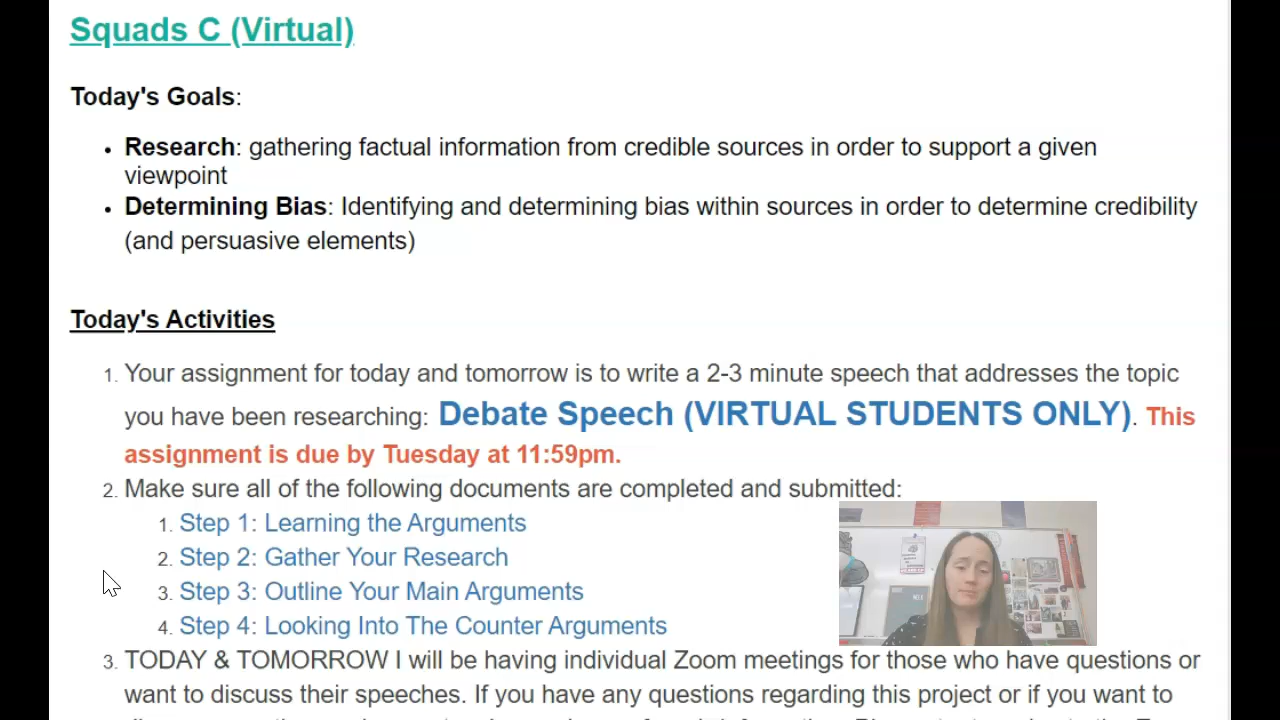 Squads C (Virtual)
Today's Goals:
• Research: gathering factual information from credible sources in order to support a given
viewpoint
• Determining Bias: Identifying and determining bias within sources in order to determine credibility
(and persuasive elements)
Today's Activities
1. Your assignment for today and tomorrow is to write a 2-3 minute speech that addresses the topic
you have been researching: Debate Speech (VIRTUAL STUDENTS ONLY). This
assignment is due by Tuesday at 11:59pm.
2. Make sure all of the following documents are completed and submitted:
1. Step 1: Learning the Arguments
2. Step 2: Gather Your Research
3. Step 3: Outline Your Main Arguments
4. Step 4: Looking Into The Counter Arguments
3. TODAY & TOMORROW I will be having individual Zoom meetings for those who have questions or
want to discuss their speeches. If you have any questions regarding this project or if you want to